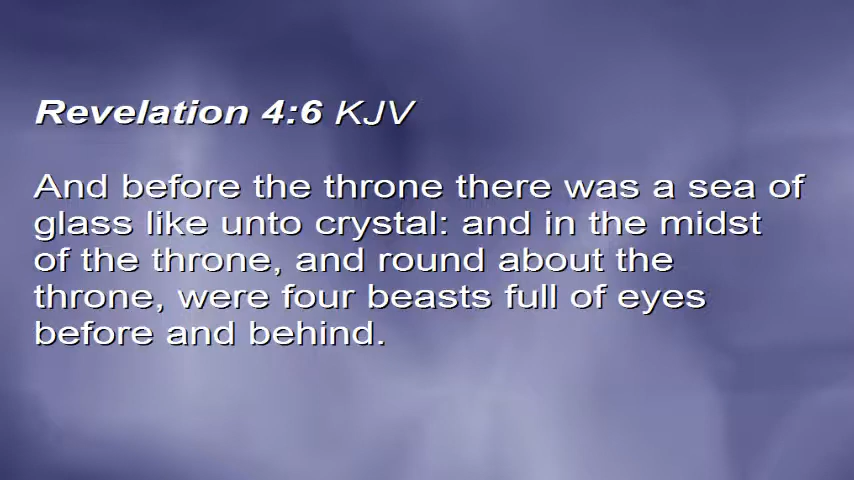 Revelation 4:6 KJV
And before the throne there was a sea of
glass like unto crystal: and in the midst
of the throne, and round about the
throne, were four beasts full of eyes
before and behind.